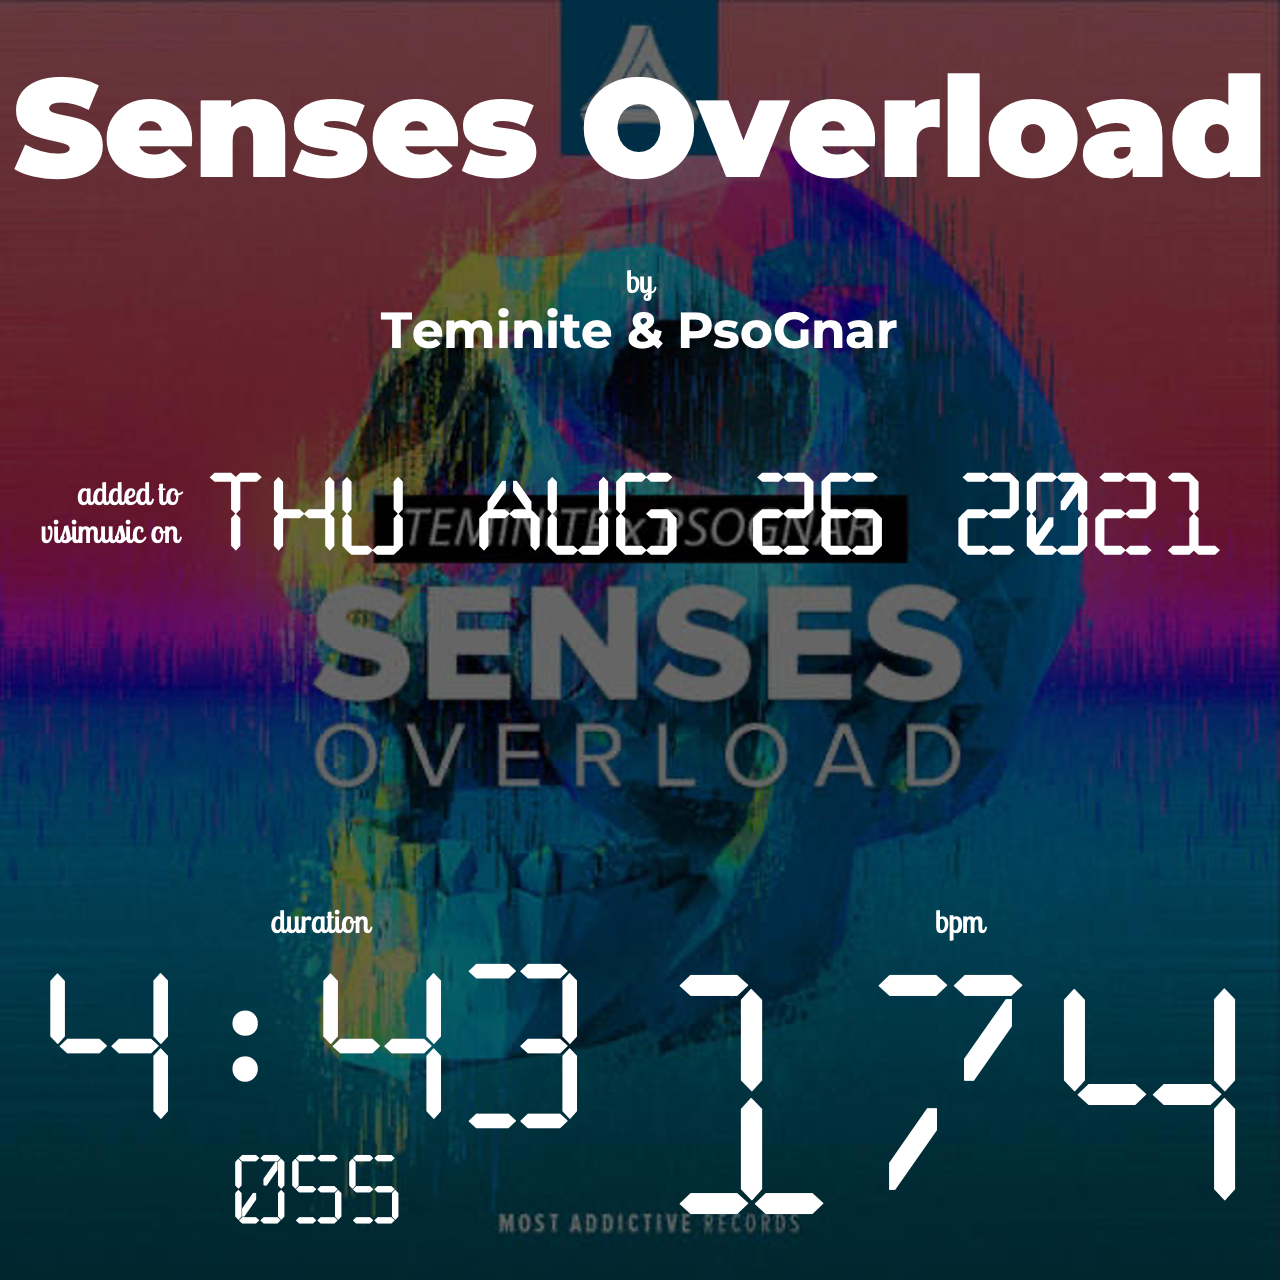 Senses Overload
by
Teminite & PsoGnar
added to
visimusic on
THU AUG 26 2021
TEMINITE x PSOGNAR
SENSES
OVERLOAD
duration
bpm
4:43
174
055
MOST ADDICTIVE RECORDS